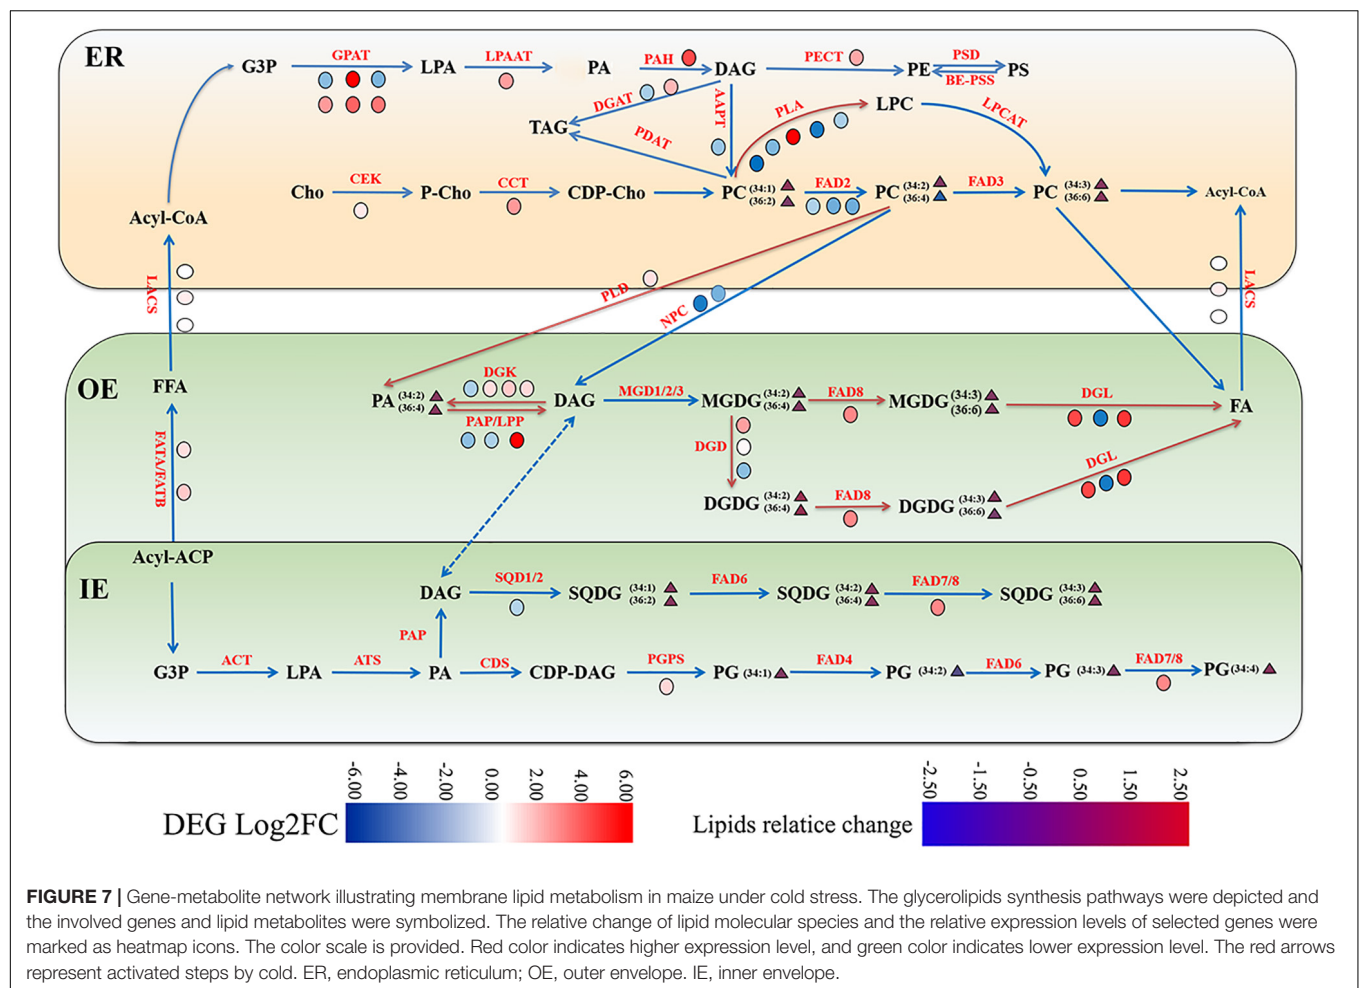 ER
G3P GPAT LPA LPAAT PA PAH DAG PECT PE PSD PS
BE-PSS
DGAT AAPT PLA LPC LPCAT
TAG PDAT
Cho CEK P-Cho CCT CDP-Cho PC (34:1) FAD2 PC (34:2) FAD3 PC (34:3) Acyl-CoA
(36:2) (36:4) (36:6)
Acyl-CoA
LACS PLD NPC LACS
OE
FFA
FATA/FATB
DGK
PA (34:2) DAG MGD1/2/3 MGDG (34:2) FAD8 MGDG (34:3) DGL FA
(36:4) (36:4) (36:6)
PAP/LPP
DGD DGL
DGDG (34:2) FAD8 DGDG (34:3)
(36:4) (36:6)
Acyl-ACP
IE
DAG SQD1/2 SQDG (34:1) FAD6 SQDG (34:2) FAD7/8 SQDG (34:3)
(36:2) (36:4) (36:6)
PAP
G3P ACT LPA ATS PA CDS CDP-DAG PGPS PG (34:1) FAD4 PG (34:2) FAD6 PG (34:3) FAD7/8 PG (34:4)
-6.00 -4.00 -2.00 0.00 2.00 4.00 6.00
DEG Log2FC
-2.50 -1.50 -0.50 0.50 1.50 2.50
Lipids relatice change
FIGURE 7 | Gene-metabolite network illustrating membrane lipid metabolism in maize under cold stress. The glycerolipids synthesis pathways were depicted and
the involved genes and lipid metabolites were symbolized. The relative change of lipid molecular species and the relative expression levels of selected genes were
marked as heatmap icons. The color scale is provided. Red color indicates higher expression level, and green color indicates lower expression level. The red arrows
represent activated steps by cold. ER, endoplasmic reticulum; OE, outer envelope. IE, inner envelope.